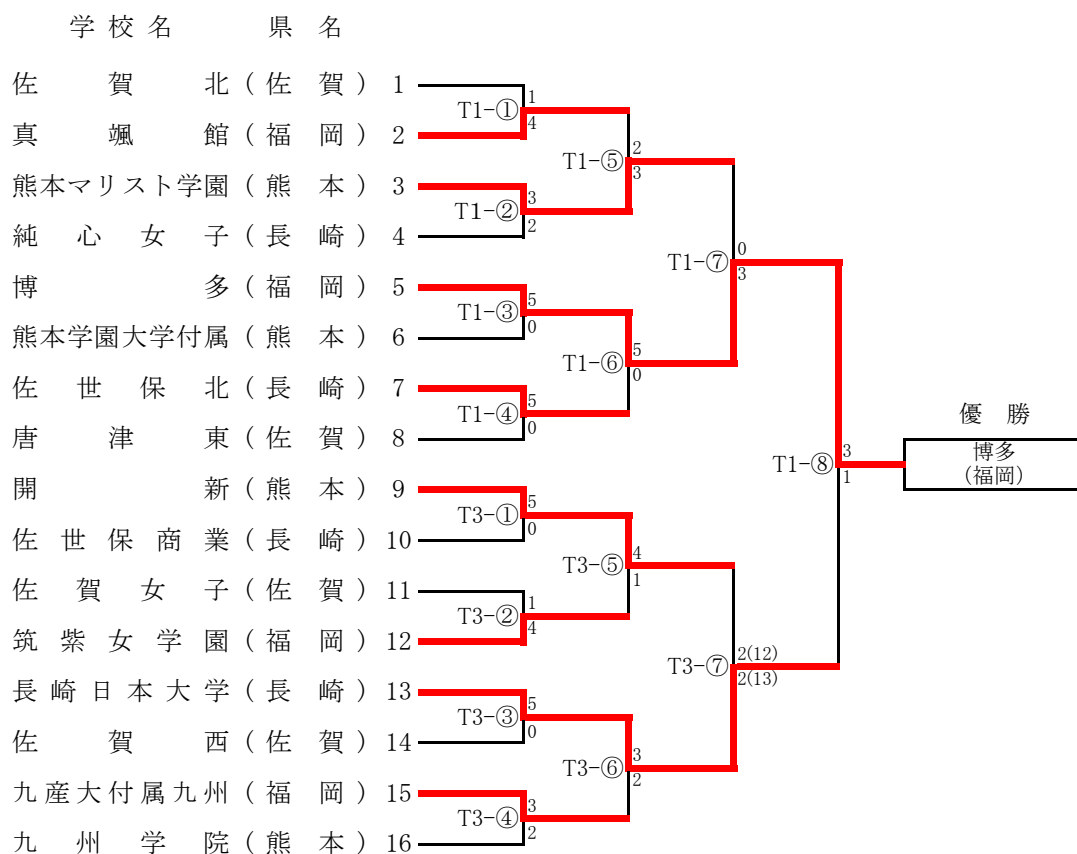 学校名 県名
佐賀北(佐賀) 1
真颯館(福岡) 2
熊本マリスト学園(熊本) 3
純心女子(長崎) 4
博多(福岡) 5
熊本学園大学付属(熊本) 6
佐世保北(長崎) 7
唐津東(佐賀) 8
開新(熊本) 9
佐世保商業(長崎) 10
佐賀女子(佐賀) 11
筑紫女学園(福岡) 12
長崎日本大学(長崎) 13
佐賀西(佐賀) 14
九産大付属九州(福岡) 15
九州学院(熊本) 16
T1-① 1 4
T1-② 3 2
T1-③ 5 0
T1-④ 5 0
T3-① 5 0
T3-② 1 4
T3-③ 5 0
T3-④ 3 2
T1-⑤ 2 3
T1-⑥ 5 0
T3-⑤ 4 1
T3-⑥ 3 2
T1-⑦ 0 3
T3-⑦ 2(12) 2(13)
T1-⑧ 3 1
優勝
博多
(福岡)